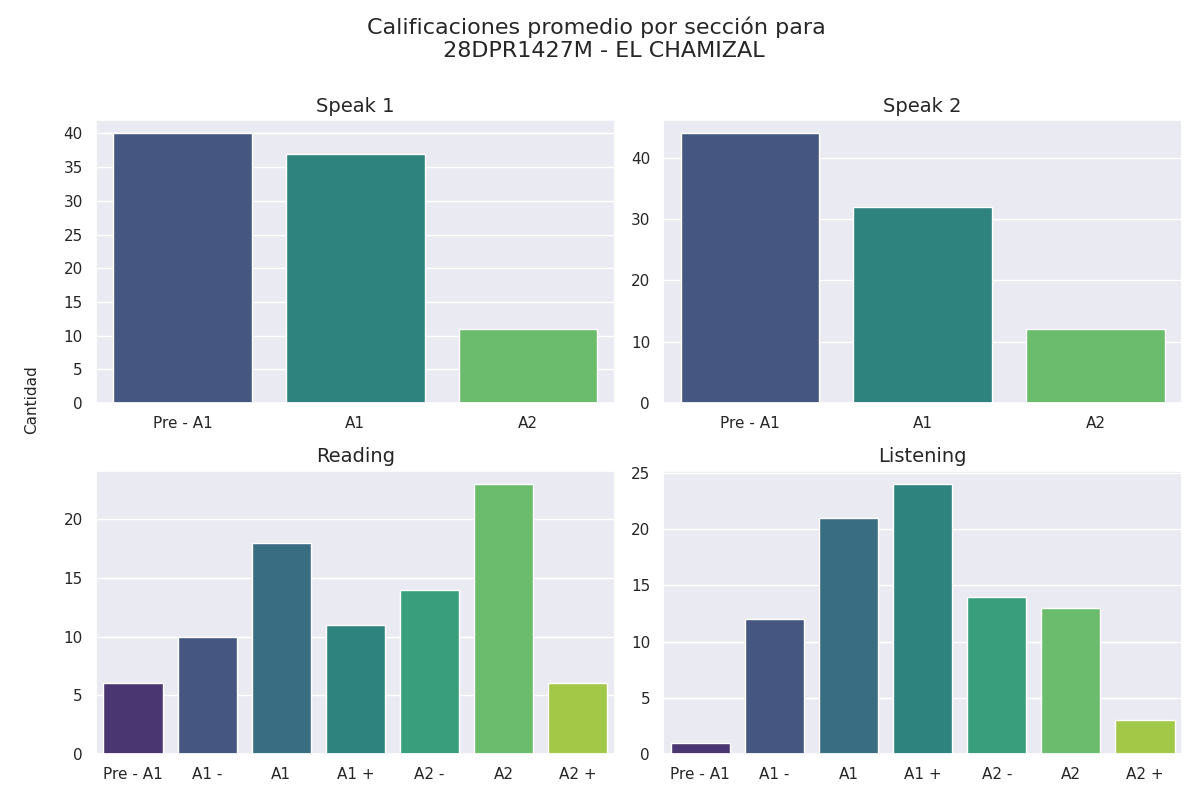 Calificaciones promedio por sección para
28DPR1427M - EL CHAMIZAL
Cantidad
Speak 1
40
35
30
25
20
15
10
5
0
Pre - A1 A1 A2
Speak 2
40
30
20
10
0
Pre - A1 A1 A2
Reading
20
15
10
5
0
Pre - A1 A1 - A1 A1 + A2 - A2 A2 +
Listening
25
20
15
10
5
0
Pre - A1 A1 - A1 A1 + A2 - A2 A2 +